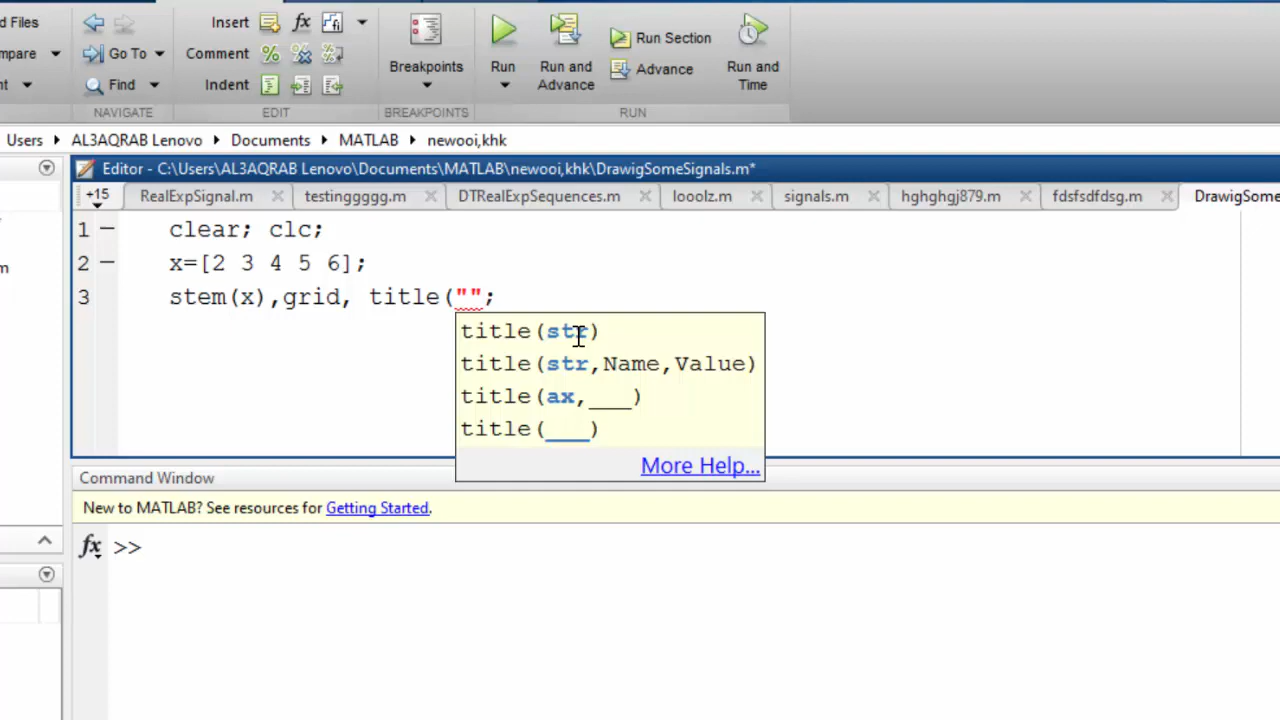 d Files
Insert
fx
mpare
Go To
Comment
Breakpoints
Run
Run and Advance
Run Section
Advance
Run and Time
nt
Find
Indent
NAVIGATE
EDIT
BREAKPOINTS
RUN
Users AL3AQRAB Lenovo Documents MATLAB newooi,khk
Editor - C:\Users\AL3AQRAB Lenovo\Documents\MATLAB\newooi,khk\DrawigSomeSignals.m*
+15 RealExpSignal.m testinggggg.m DTRealExpSequences.m looolz.m signals.m hghghgj879.m fdsfsdfdsg.m DrawigSome
1 – clear; clc;
2 – x=[2 3 4 5 6];
3 stem(x),grid, title("";
title(str)
title(str,Name,Value)
title(ax,___)
title(___)
More Help...
m
Command Window
New to MATLAB? See resources for Getting Started.
fx >>